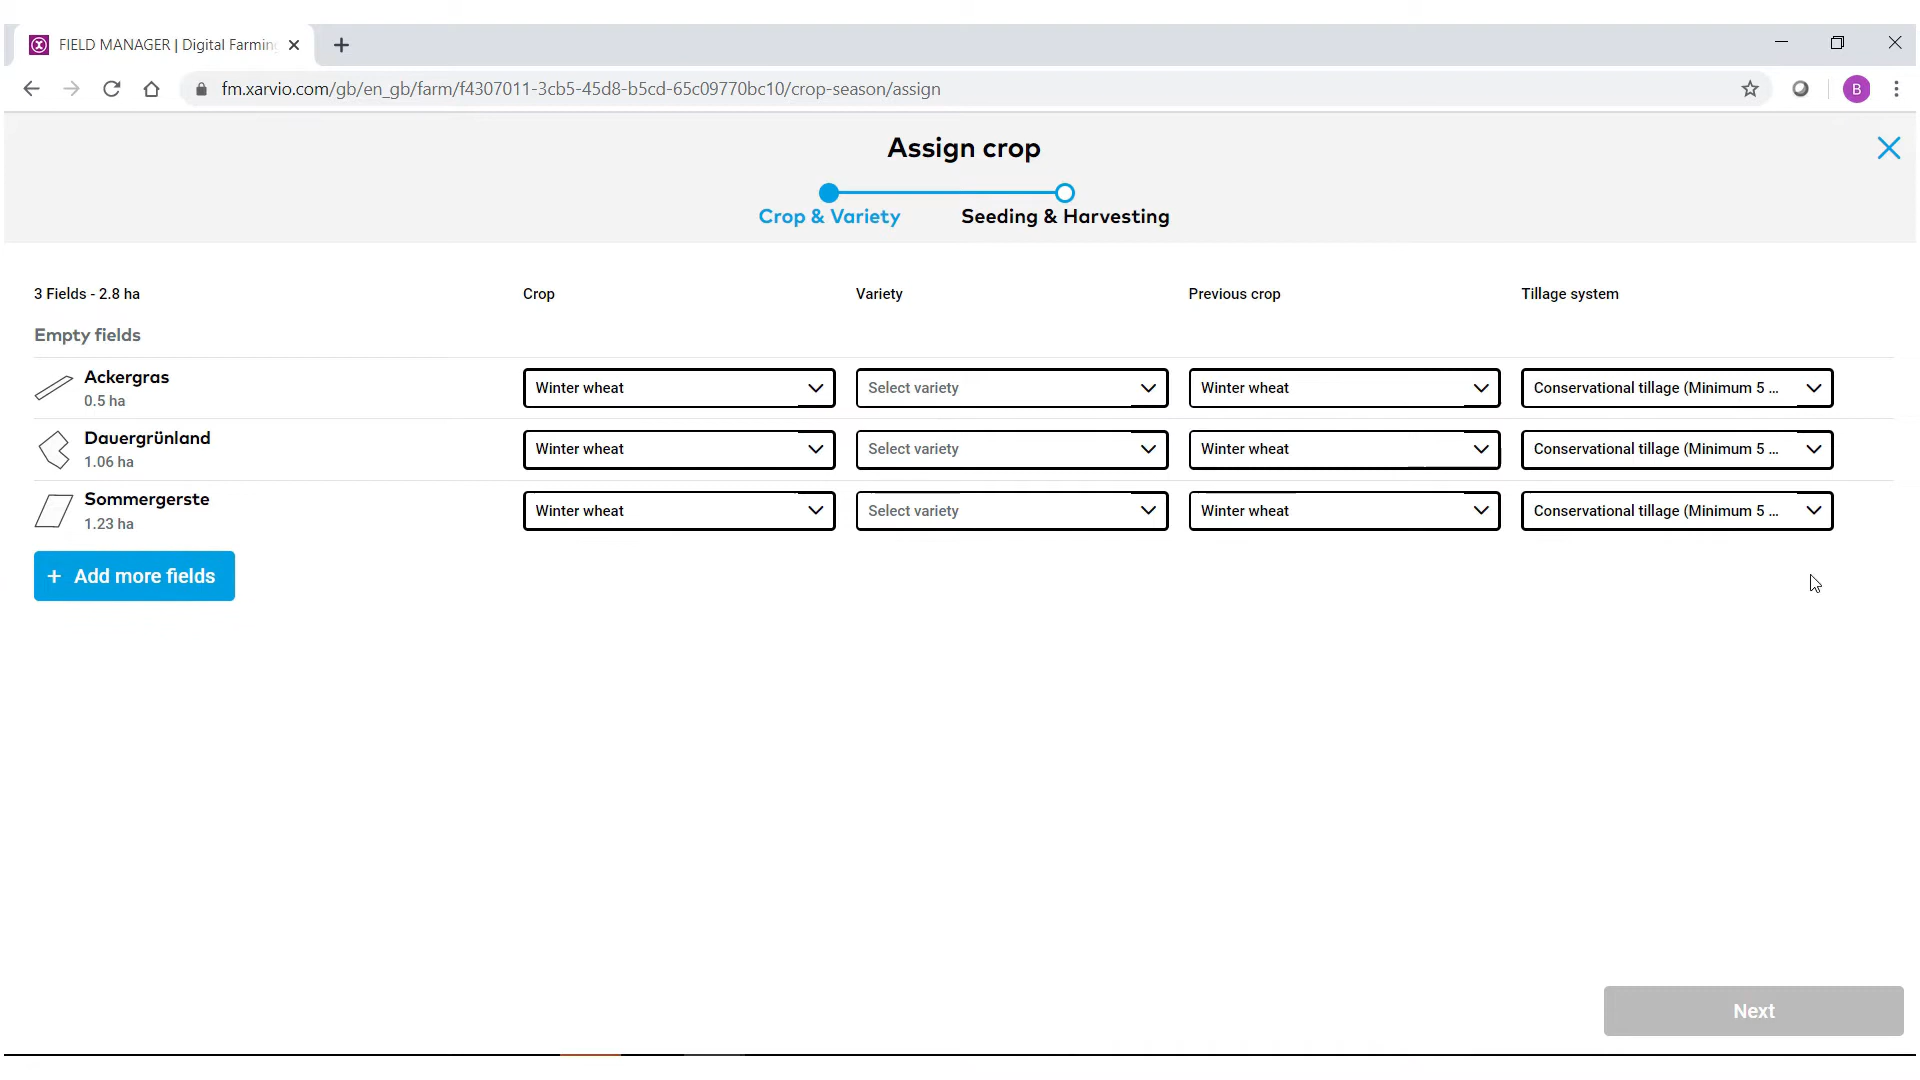 FIELD MANAGER | Digital Farming
fm.xarvio.com/gb/en_gb/farm/f4307011-3cb5-45d8-b5cd-65c09770bc10/crop-season/assign
B
Assign crop
Crop & Variety
Seeding & Harvesting
3 Fields - 2.8 ha
Crop
Variety
Previous crop
Tillage system
Empty fields
Ackergras
0.5 ha
Winter wheat
Select variety
Winter wheat
Conservational tillage (Minimum 5 ...
Dauergrünland
1.06 ha
Winter wheat
Select variety
Winter wheat
Conservational tillage (Minimum 5 ...
Sommergerste
1.23 ha
Winter wheat
Select variety
Winter wheat
Conservational tillage (Minimum 5 ...
+ Add more fields
Next